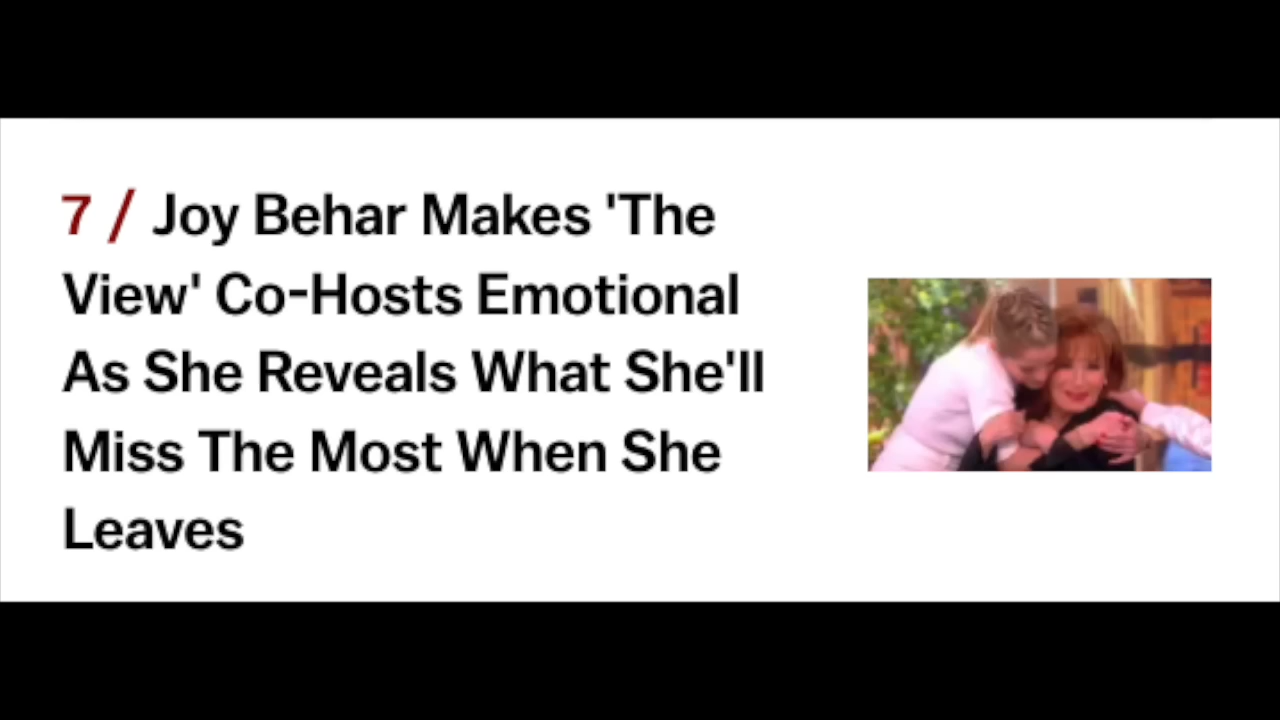 7 / Joy Behar Makes 'The
View' Co-Hosts Emotional
As She Reveals What She'll
Miss The Most When She
Leaves